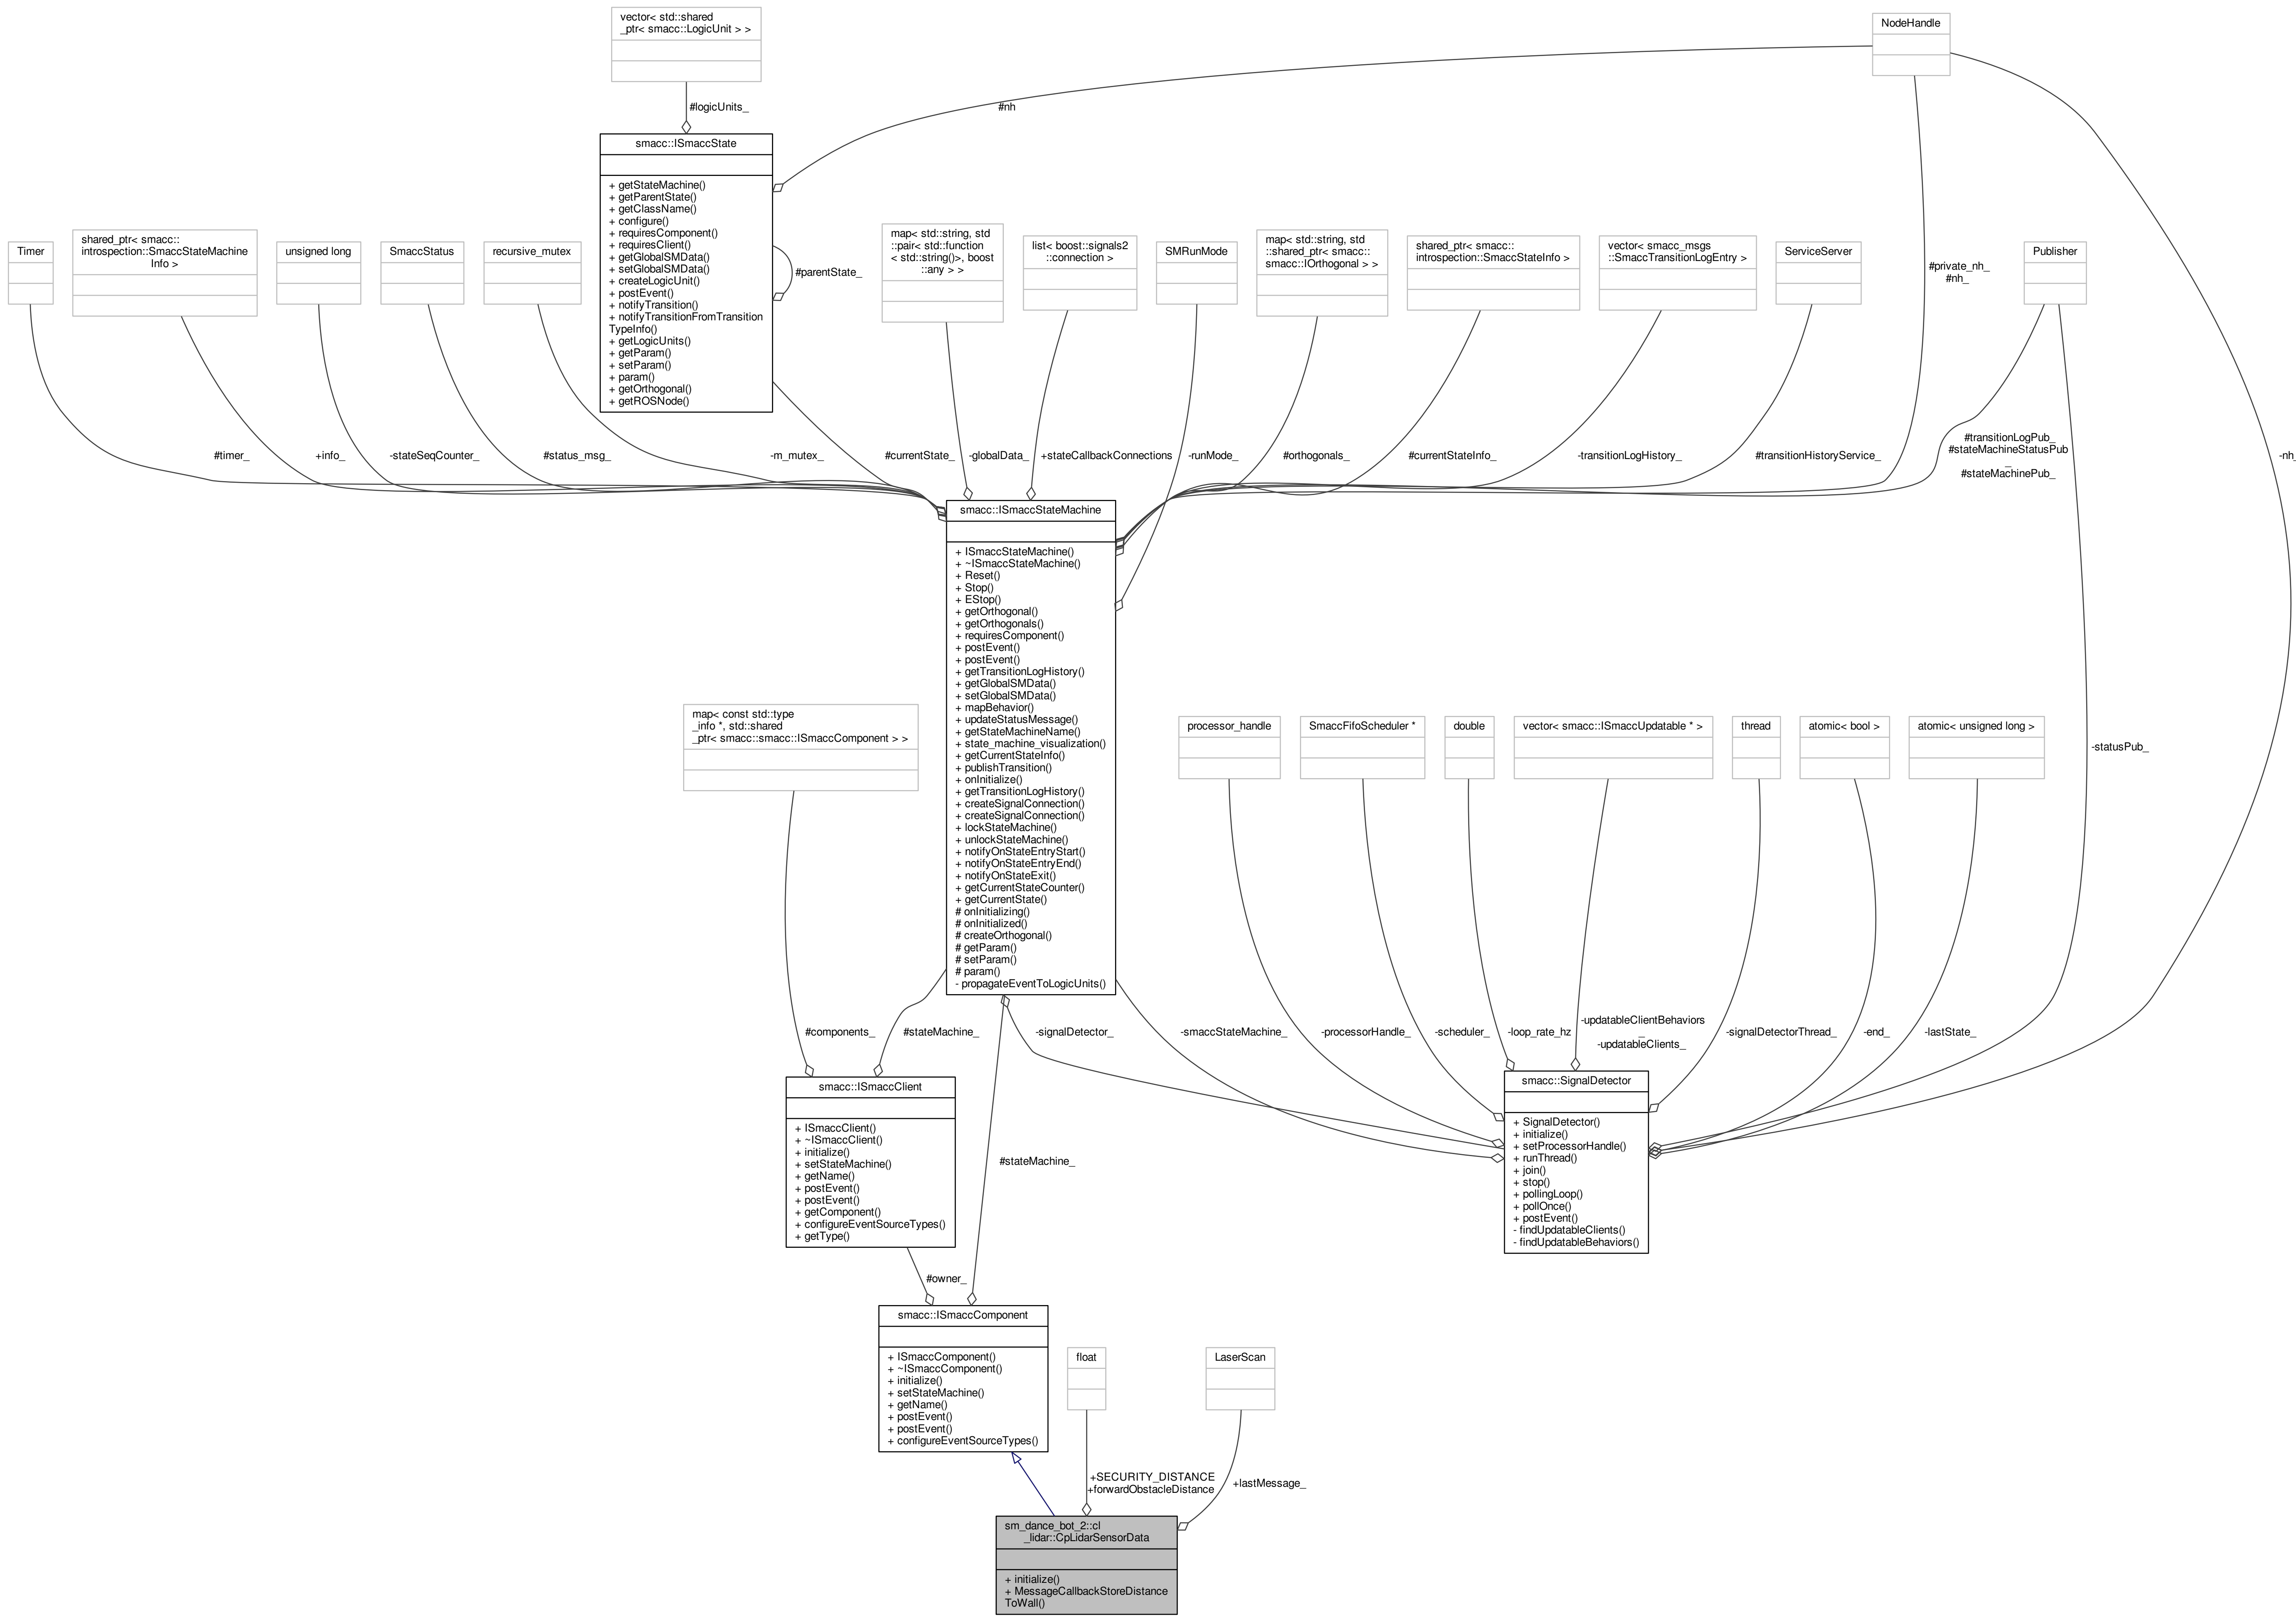 vector< std::shared
_ptr< smacc::LogicUnit > >
NodeHandle
#logicUnits_
#nh
smacc::ISmaccState
+ getStateMachine()
+ getParentState()
+ getClassName()
+ configure()
+ requiresComponent()
+ requiresClient()
+ getGlobalSMData()
+ setGlobalSMData()
+ createLogicUnit()
+ postEvent()
+ notifyTransition()
+ notifyTransitionFromTransition
TypeInfo()
+ getLogicUnits()
+ getParam()
+ setParam()
+ param()
+ getOrthogonal()
+ getROSNode()
#parentState_
Timer
shared_ptr< smacc::
introspection::SmaccStateMachine
Info >
unsigned long
SmaccStatus
recursive_mutex
map< std::string, std
::pair< std::function
< std::string()>, boost
::any > >
list< boost::signals2
::connection >
SMRunMode
map< std::string, std
::shared_ptr< smacc::
smacc::IOrthogonal > >
shared_ptr< smacc::
introspection::SmaccStateInfo >
vector< smacc_msgs
::SmaccTransitionLogEntry >
ServiceServer
#private_nh_
#nh_
Publisher
#timer_
+info_
-stateSeqCounter_
#status_msg_
-m_mutex_
#currentState_
-globalData_
+stateCallbackConnections
-runMode_
#orthogonals_
#currentStateInfo_
-transitionLogHistory_
#transitionHistoryService_
#transitionLogPub_
#stateMachineStatusPub
_
#stateMachinePub_
-nh_
smacc::ISmaccStateMachine
+ ISmaccStateMachine()
+ ~ISmaccStateMachine()
+ Reset()
+ Stop()
+ EStop()
+ getOrthogonal()
+ getOrthogonals()
+ requiresComponent()
+ postEvent()
+ postEvent()
+ getTransitionLogHistory()
+ getGlobalSMData()
+ setGlobalSMData()
+ mapBehavior()
+ updateStatusMessage()
+ getStateMachineName()
+ state_machine_visualization()
+ getCurrentStateInfo()
+ publishTransition()
+ onInitialize()
+ getTransitionLogHistory()
+ createSignalConnection()
+ createSignalConnection()
+ lockStateMachine()
+ unlockStateMachine()
+ notifyOnStateEntryStart()
+ notifyOnStateEntryEnd()
+ notifyOnStateExit()
+ getCurrentStateCounter()
+ getCurrentState()
# onInitializing()
# onInitialized()
# createOrthogonal()
# getParam()
# setParam()
# param()
- propagateEventToLogicUnits()
map< const std::type
_info *, std::shared
_ptr< smacc::smacc::ISmaccComponent > >
processor_handle
SmaccFifoScheduler *
double
vector< smacc::ISmaccUpdatable * >
thread
atomic< bool >
atomic< unsigned long >
-statusPub_
#components_
#stateMachine_
-signalDetector_
-smaccStateMachine_
-processorHandle_
-scheduler_
-loop_rate_hz
-updatableClientBehaviors
_
-updatableClients_
-signalDetectorThread_
-end_
-lastState_
smacc::ISmaccClient
+ ISmaccClient()
+ ~ISmaccClient()
+ initialize()
+ setStateMachine()
+ getName()
+ postEvent()
+ postEvent()
+ getComponent()
+ configureEventSourceTypes()
+ getType()
smacc::SignalDetector
+ SignalDetector()
+ initialize()
+ setProcessorHandle()
+ runThread()
+ join()
+ stop()
+ pollingLoop()
+ pollOnce()
+ postEvent()
- findUpdatableClients()
- findUpdatableBehaviors()
#stateMachine_
#owner_
smacc::ISmaccComponent
+ ISmaccComponent()
+ ~ISmaccComponent()
+ initialize()
+ setStateMachine()
+ getName()
+ postEvent()
+ postEvent()
+ configureEventSourceTypes()
float
LaserScan
+SECURITY_DISTANCE
+forwardObstacleDistance
+lastMessage_
sm_dance_bot_2::cl
_lidar::CpLidarSensorData
+ initialize()
+ MessageCallbackStoreDistance
ToWall()